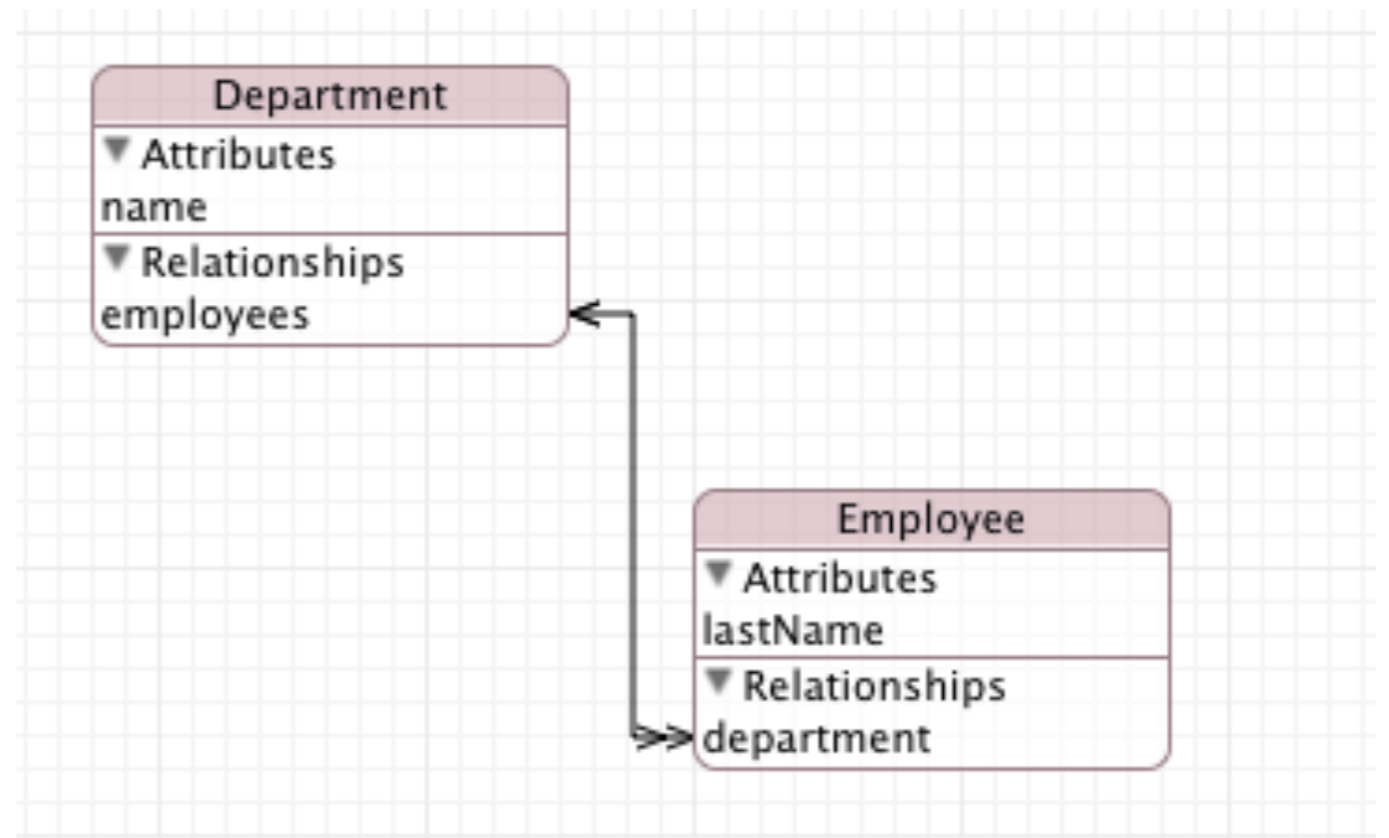 Department
Attributes
name
Relationships
employees
Employee
Attributes
lastName
Relationships
department